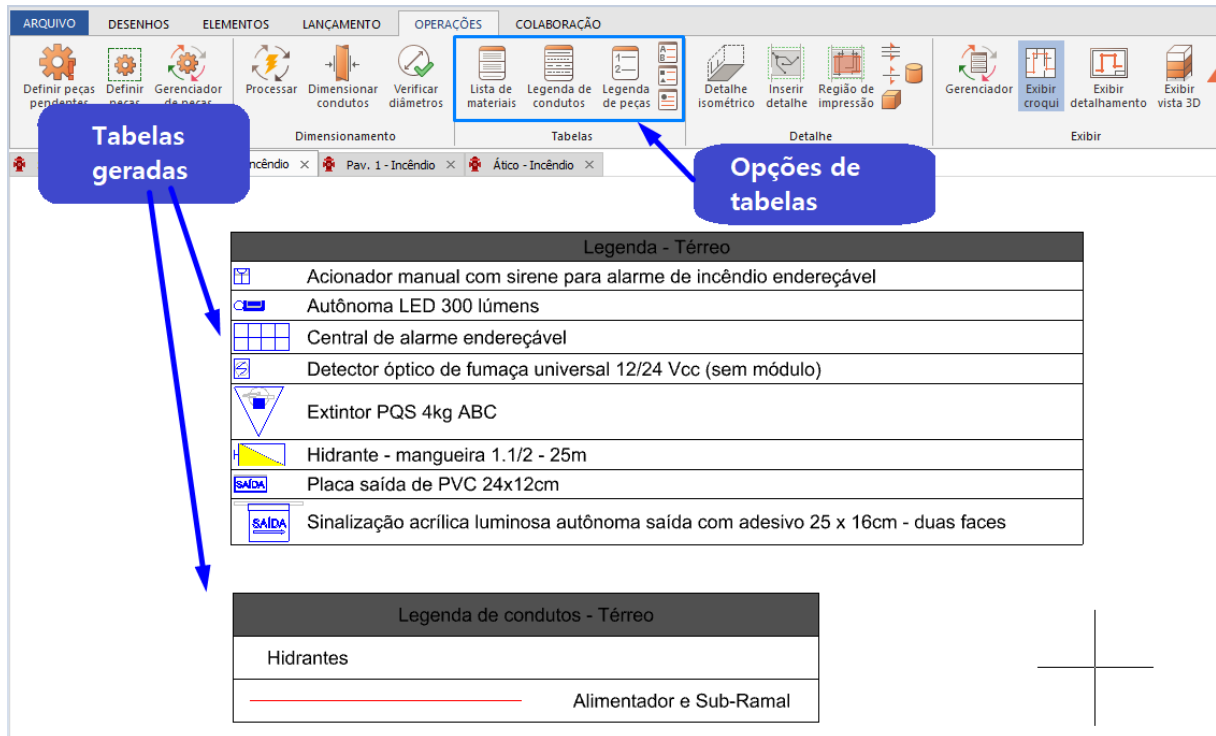 ARQUIVO DESENHOS ELEMENTOS LANÇAMENTO OPERAÇÕES COLABORAÇÃO
Definir peças pendentes
Definir peças
Gerenciador de peças
Processar
Dimensionar condutos
Verificar diâmetros
Lista de materiais
Legenda de condutos
Legenda de peças
Detalhe isométrico
Inserir detalhe
Região de impressão
Gerenciador
Exibir croqui
Exibir detalhamento
Exibir vista 3D
Dimensionamento
Tabelas
Detalhe
Exibir
Tabelas
geradas
ncêndio
Pav. 1 - Incêndio
Ático - Incêndio
Opções de
tabelas
Legenda - Térreo
Acionador manual com sirene para alarme de incêndio endereçável
Autônoma LED 300 lúmens
Central de alarme endereçável
Detector óptico de fumaça universal 12/24 Vcc (sem módulo)
Extintor PQS 4kg ABC
H Hidrante - mangueira 1.1/2 - 25m
SAÍDA Placa saída de PVC 24x12cm
SAÍDA Sinalização acrílica luminosa autônoma saída com adesivo 25 x 16cm - duas faces
Legenda de condutos - Térreo
Hidrantes
Alimentador e Sub-Ramal